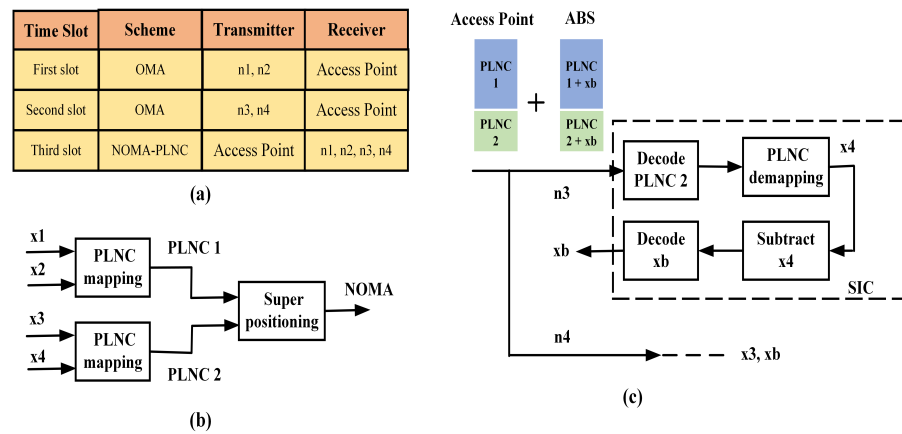 Time Slot Scheme Transmitter Receiver
First slot OMA n1, n2 Access Point
Second slot OMA n3, n4 Access Point
Third slot NOMA-PLNC Access Point n1, n2, n3, n4
(a)
x1
x2
PLNC
mapping
PLNC 1
x3
x4
PLNC
mapping
PLNC 2
Super
positioning
NOMA
(b)
Access Point ABS
PLNC
1
PLNC
2
+
PLNC
1 + xb
PLNC
2 + xb
n3
Decode
PLNC 2
PLNC
demapping
x4
xb
Decode
xb
Subtract
x4
SIC
n4
x3, xb
(c)